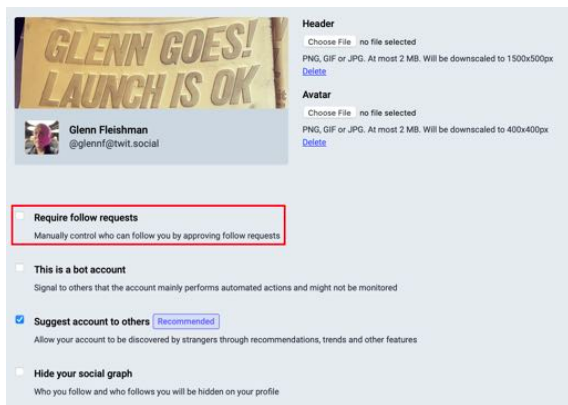 GLENN GOES!
LAUNCH IS OK
Glenn Fleishman
@glennf@twit.social
Header
Choose File no file selected
PNG, GIF or JPG. At most 2 MB. Will be downscaled to 1500x500px
Delete
Avatar
Choose File no file selected
PNG, GIF or JPG. At most 2 MB. Will be downscaled to 400x400px
Delete
Require follow requests
Manually control who can follow you by approving follow requests
This is a bot account
Signal to others that the account mainly performs automated actions and might not be monitored
Suggest account to others Recommended
Allow your account to be discovered by strangers through recommendations, trends and other features
Hide your social graph
Who you follow and who follows you will be hidden on your profile